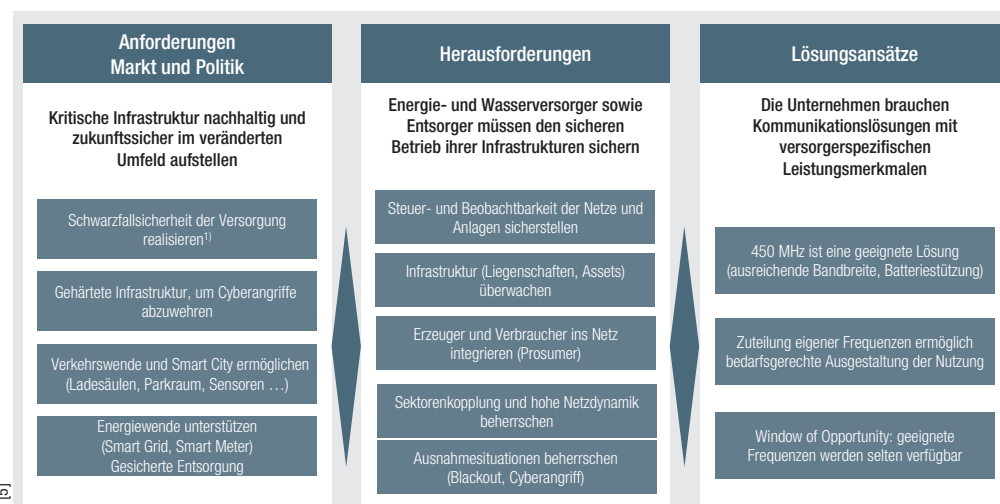 Anforderungen
Markt und Politik
Kritische Infrastruktur nachhaltig und
zukunftssicher im veränderten
Umfeld aufstellen
Schwarzfallsicherheit der Versorgung
realisieren1)
Gehärtete Infrastruktur, um Cyberangriffe
abzuwehren
Verkehrswende und Smart City ermöglichen
(Ladesäulen, Parkraum, Sensoren …)
Energiewende unterstützen
(Smart Grid, Smart Meter)
Gesicherte Entsorgung
Herausforderungen
Energie- und Wasserversorger sowie
Entsorger müssen den sicheren
Betrieb ihrer Infrastrukturen sichern
Steuer- und Beobachtbarkeit der Netze und
Anlagen sicherstellen
Infrastruktur (Liegenschaften, Assets)
überwachen
Erzeuger und Verbraucher ins Netz
integrieren (Prosumer)
Sektorenkopplung und hohe Netzdynamik
beherrschen
Ausnahmesituationen beherrschen
(Blackout, Cyberangriff)
Lösungsansätze
Die Unternehmen brauchen
Kommunikationslösungen mit
versorgerspezifischen
Leistungsmerkmalen
450 MHz ist eine geeignete Lösung
(ausreichende Bandbreite, Batteriestützung)
Zuteilung eigener Frequenzen ermöglich
bedarfsgerechte Ausgestaltung der Nutzung
Window of Opportunity: geeignete
Frequenzen werden selten verfügbar
[5]